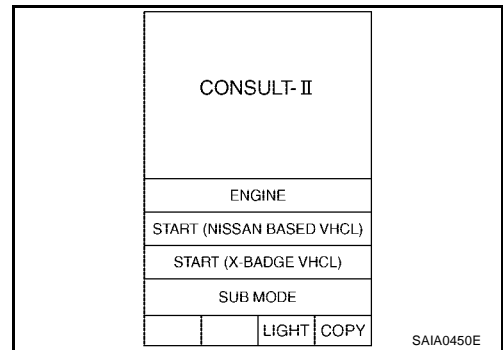 CONSULT-II
ENGINE
START (NISSAN BASED VHCL)
START (X-BADGE VHCL)
SUB MODE
LIGHT COPY
SAIA0450E